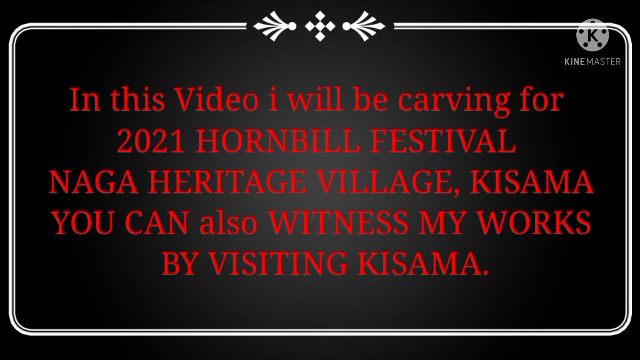 K
KINEMASTER
In this Video i will be carving for
2021 HORNBILL FESTIVAL
NAGA HERITAGE VILLAGE, KISAMA
YOU CAN also WITNESS MY WORKS
BY VISITING KISAMA.